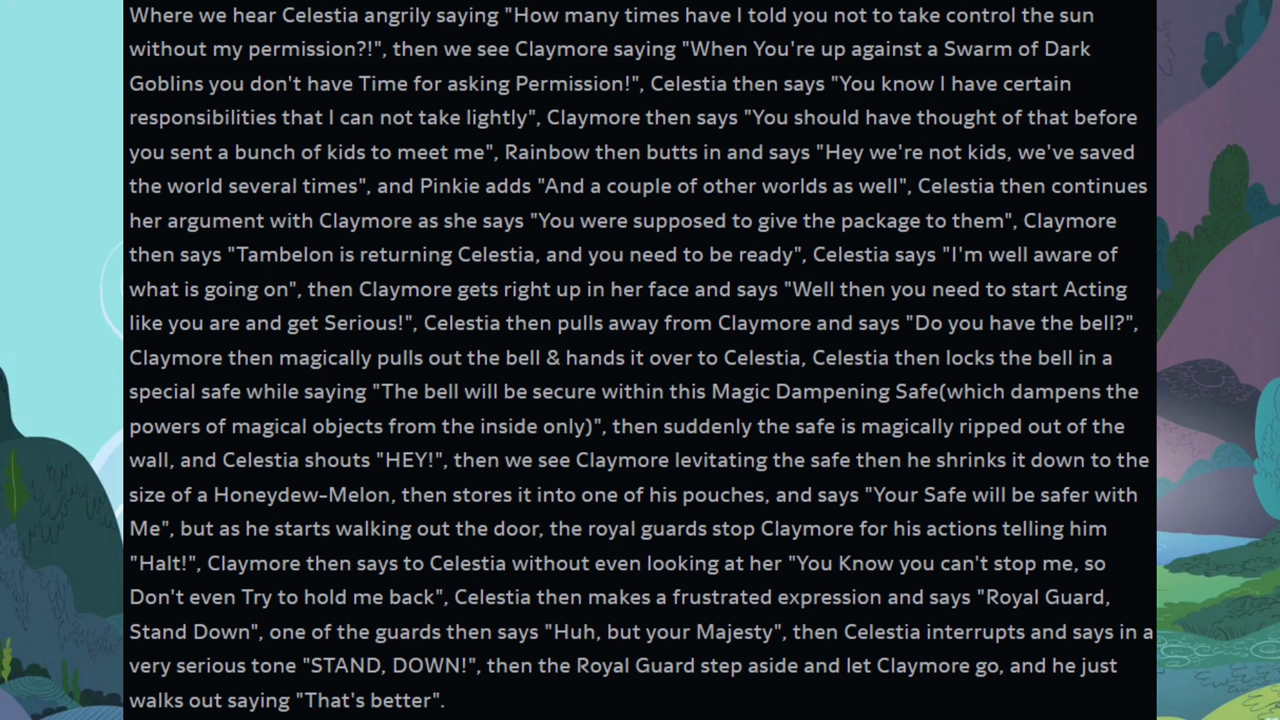 Where we hear Celestia angrily saying "How many times have I told you not to take control the sun
without my permission?!", then we see Claymore saying "When You're up against a Swarm of Dark
Goblins you don't have Time for asking Permission!", Celestia then says "You know I have certain
responsibilities that I can not take lightly", Claymore then says "You should have thought of that before
you sent a bunch of kids to meet me", Rainbow then butts in and says "Hey we're not kids, we've saved
the world several times", and Pinkie adds "And a couple of other worlds as well", Celestia then continues
her argument with Claymore as she says "You were supposed to give the package to them", Claymore
then says "Tambelon is returning Celestia, and you need to be ready", Celestia says "I'm well aware of
what is going on", then Claymore gets right up in her face and says "Well then you need to start Acting
like you are and get Serious!", Celestia then pulls away from Claymore and says "Do you have the bell?",
Claymore then magically pulls out the bell & hands it over to Celestia, Celestia then locks the bell in a
special safe while saying "The bell will be secure within this Magic Dampening Safe(which dampens the
powers of magical objects from the inside only)", then suddenly the safe is magically ripped out of the
wall, and Celestia shouts "HEY!", then we see Claymore levitating the safe then he shrinks it down to the
size of a Honeydew-Melon, then stores it into one of his pouches, and says "Your Safe will be safer with
Me", but as he starts walking out the door, the royal guards stop Claymore for his actions telling him
"Halt!", Claymore then says to Celestia without even looking at her "You Know you can't stop me, so
Don't even Try to hold me back", Celestia then makes a frustrated expression and says "Royal Guard,
Stand Down", one of the guards then says "Huh, but your Majesty", then Celestia interrupts and says in a
very serious tone "STAND, DOWN!", then the Royal Guard step aside and let Claymore go, and he just
walks out saying "That's better".